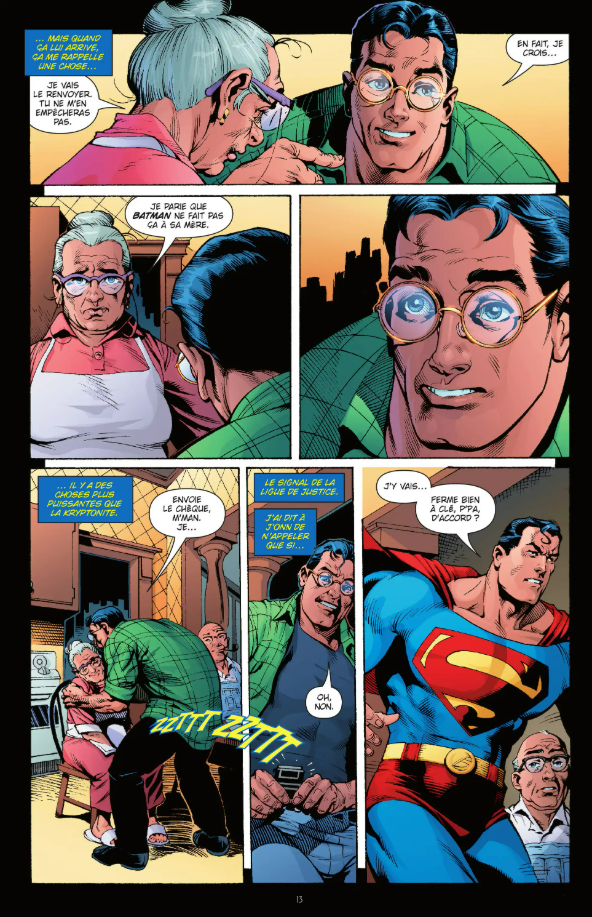 ... MAIS QUAND
ÇA LUI ARRIVE,
ÇA ME RAPPELLE
UNE CHOSE...
JE VAIS
LE RENVOYER.
TU NE M'EN
EMPÊCHERAS
PAS.
EN FAIT, JE
CROIS...
JE PARIE QUE
BATMAN NE FAIT PAS
ÇA À SA MÈRE.
... IL Y A DES
CHOSES PLUS
PUISSANTES QUE
LA KRYPTONITE.
ENVOIE
LE CHÈQUE,
M'MAN.
JE...
ZZTTT ZZTTT
LE SIGNAL DE LA
LIGUE DE JUSTICE.
J'AI DIT À
J'ONN DE
N'APPELER
QUE SI...
OH,
NON.
J'Y VAIS...
FERME BIEN
À CLÉ, P'PA,
D'ACCORD ?
S
13